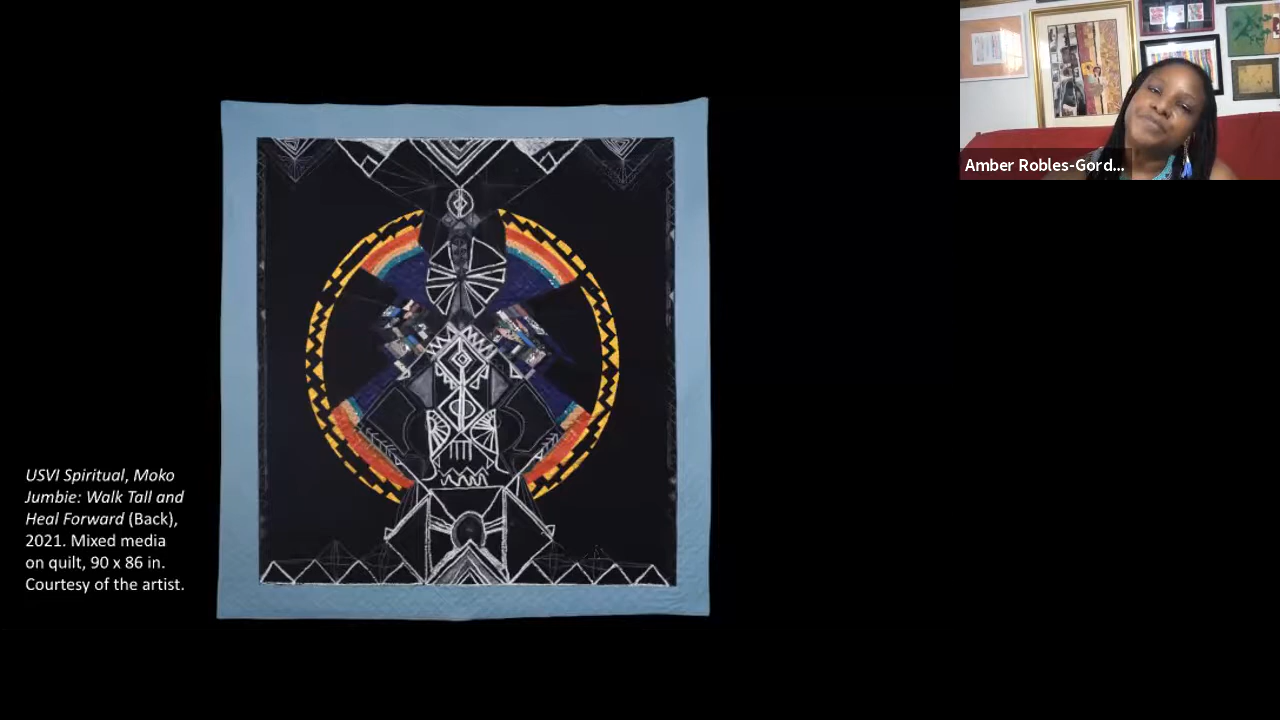 Amber Robles-Gord...
USVI Spiritual, Moko
Jumbie: Walk Tall and
Heal Forward (Back),
2021. Mixed media
on quilt, 90 x 86 in.
Courtesy of the artist.